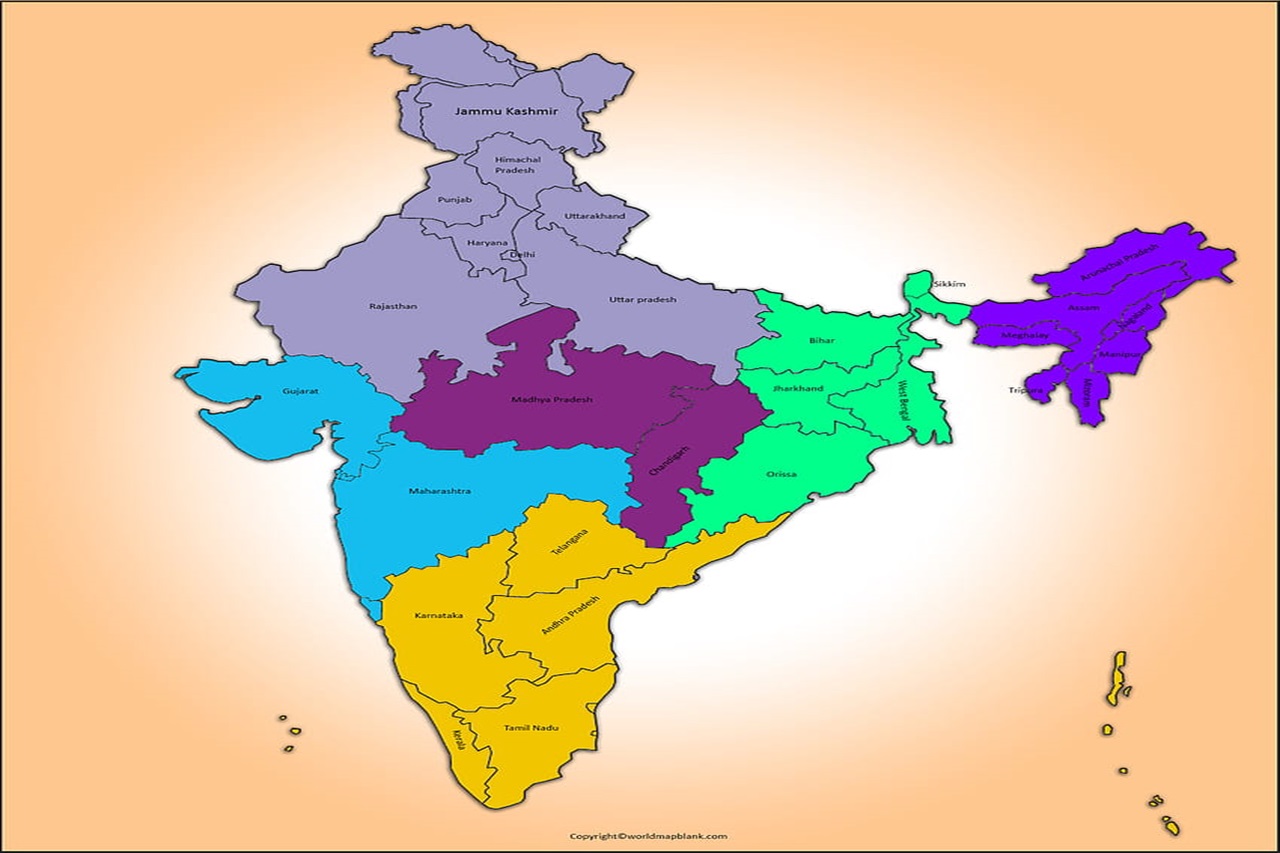 Jammu Kashmir
Himachal
Pradesh
Punjab
Uttarakhand
Haryana
Delhi
Rajasthan
Uttar pradesh
Arunachal Pradesh
Sikkim
Assam
Nagaland
Meghalay
Manipur
Bihar
Gujarat
Madhya Pradesh
Jharkhand
West Bengal
Tripura
Mizoram
Chandigarh
Orissa
Maharashtra
Telangana
Karnataka
Andhra Pradesh
Tamil Nadu
Kerala
Copyright©worldmapblank.com